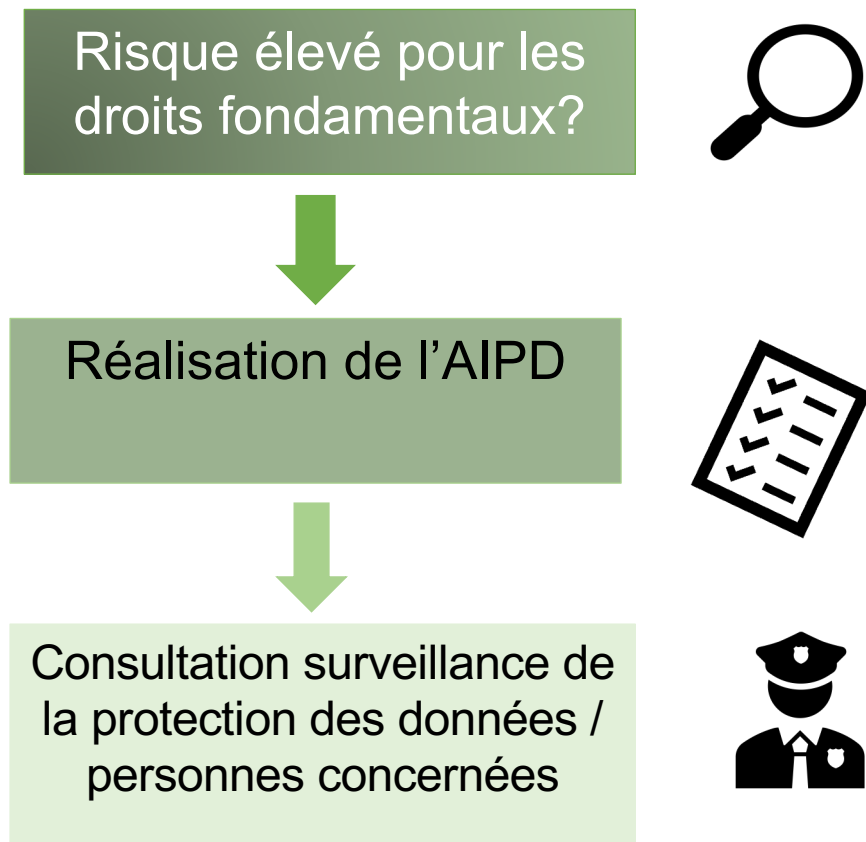 Risque élevé pour les
droits fondamentaux?
Réalisation de l’AIPD
Consultation surveillance de
la protection des données /
personnes concernées